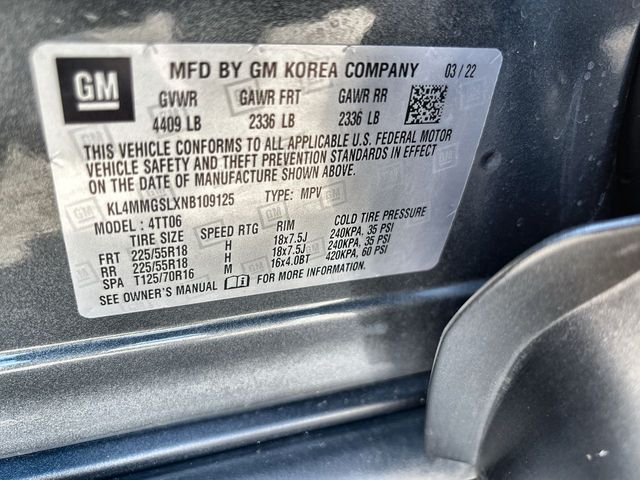 GM
MFD BY GM KOREA COMPANY 03/22
GVWR GAWR FRT GAWR RR
4409 LB 2336 LB 2336 LB
THIS VEHICLE CONFORMS TO ALL APPLICABLE U.S. FEDERAL MOTOR
VEHICLE SAFETY AND THEFT PREVENTION STANDARDS IN EFFECT
ON THE DATE OF MANUFACTURE SHOWN ABOVE.
KL4MMGSLXNB109125 TYPE: MPV
MODEL: 4TT06
TIRE SIZE SPEED RTG RIM COLD TIRE PRESSURE
FRT 225/55R18 H 18x7.5J 240KPA, 35 PSI
RR 225/55R18 H 18x7.5J 240KPA, 35 PSI
SPA T125/70R16 M 16x4.0BT 420KPA, 60 PSI
SEE OWNER'S MANUAL FOR MORE INFORMATION.